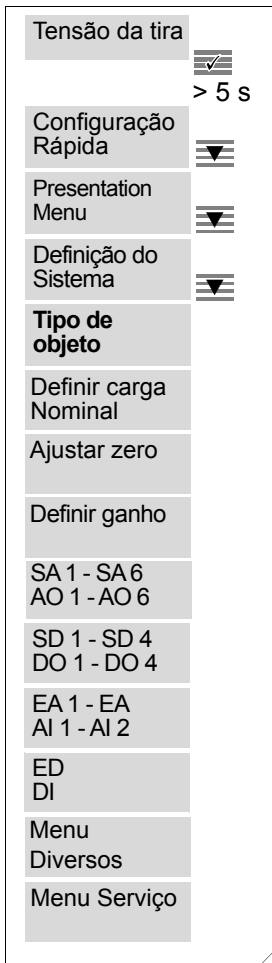 Tensão da tira
> 5 s
Configuração
Rápida
Presentation
Menu
Definição do
Sistema
Tipo de
objeto
Definir carga
Nominal
Ajustar zero
Definir ganho
SA 1 - SA 6
AO 1 - AO 6
SD 1 - SD 4
DO 1 - DO 4
EA 1 - EA
AI 1 - AI 2
ED
DI
Menu
Diversos
Menu Serviço